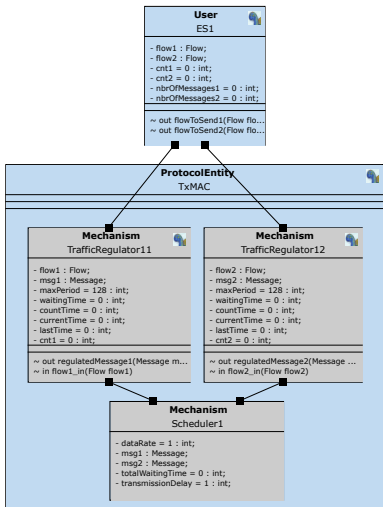 User
ES1
- flow1 : Flow;
- flow2 : Flow;
- cnt1 = 0 : int;
- cnt2 = 0 : int;
- nbrOfMessages1 = 0 : int;
- nbrOfMessages2 = 0 : int;
~ out flowToSend1(Flow flo...
~ out flowToSend2(Flow flo...
ProtocolEntity
TxMAC
Mechanism
TrafficRegulator11
- flow1 : Flow;
- msg1 : Message;
- maxPeriod = 128 : int;
- waitingTime = 0 : int;
- countTime = 0 : int;
- currentTime = 0 : int;
- lastTime = 0 : int;
- cnt1 = 0 : int;
~ out regulatedMessage1(Message m...
~ in flow1_in(Flow flow1)
Mechanism
TrafficRegulator12
- flow2 : Flow;
- msg2 : Message;
- maxPeriod = 128 : int;
- waitingTime = 0 : int;
- countTime = 0 : int;
- currentTime = 0 : int;
- lastTime = 0 : int;
- cnt2 = 0 : int;
~ out regulatedMessage2(Message ...
~ in flow2_in(Flow flow2)
Mechanism
Scheduler1
- dataRate = 1 : int;
- msg1 : Message;
- msg2 : Message;
- totalWaitingTime = 0 : int;
- transmissionDelay = 1 : int;